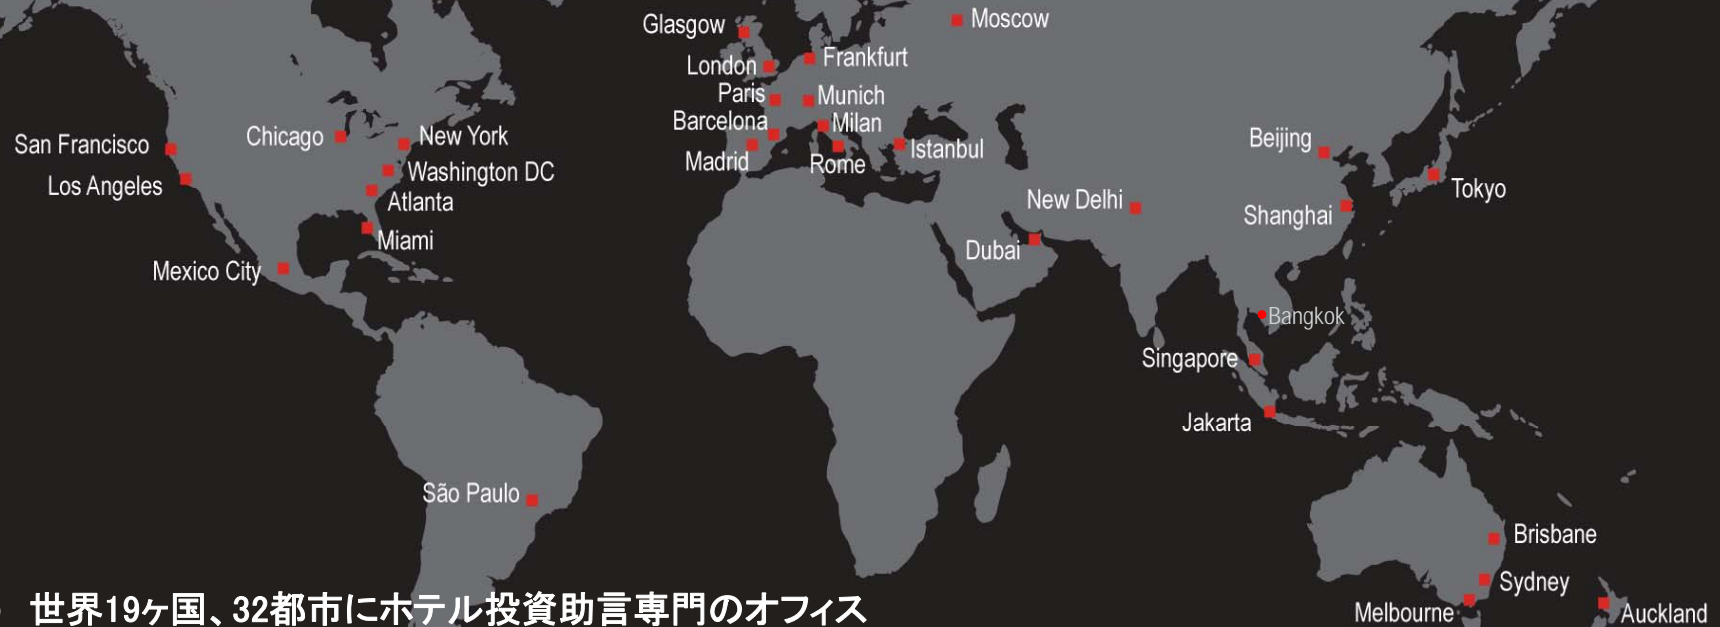 Moscow
Glasgow
Frankfurt
London
Paris
Munich
Barcelona
Milan
Madrid
Rome
Istanbul
San Francisco
Chicago
New York
Los Angeles
Washington DC
Atlanta
Miami
Mexico City
Beijing
Tokyo
New Delhi
Shanghai
Dubai
Bangkok
Singapore
Jakarta
São Paulo
Brisbane
Sydney
Melbourne
Auckland
世界19ヶ国、32都市にホテル投資助言専門のオフィス